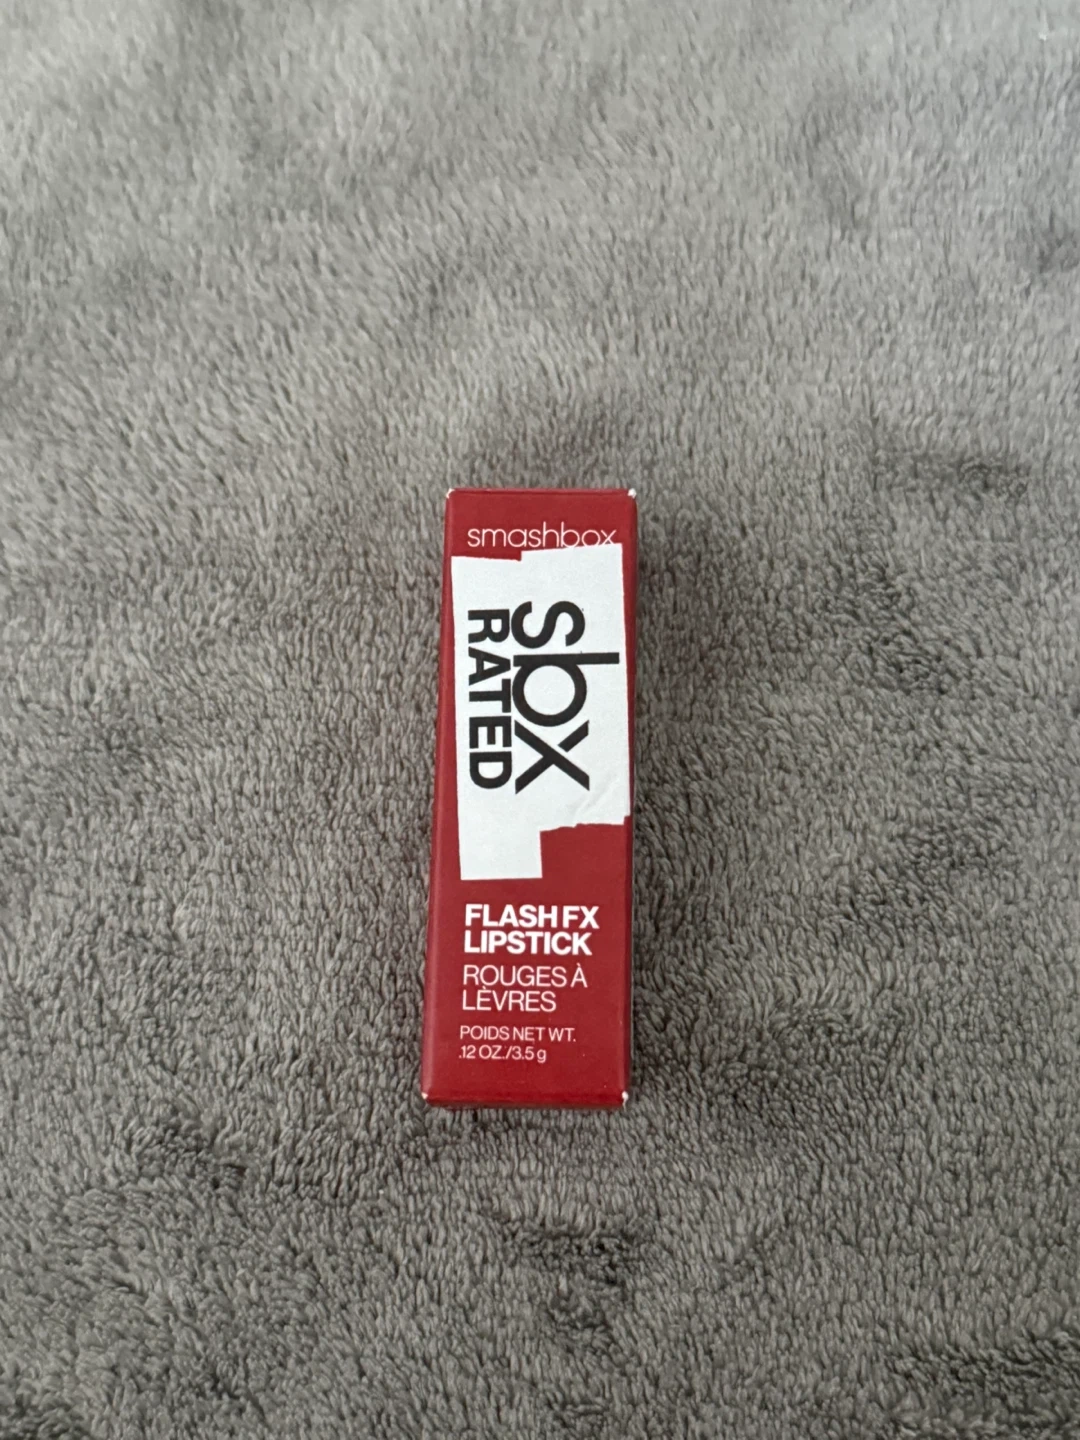 smashbox
sbx
RATED
FLASH FX
LIPSTICK
ROUGES À
LÈVRES
POIDS NET WT.
.12 OZ./3.5 g